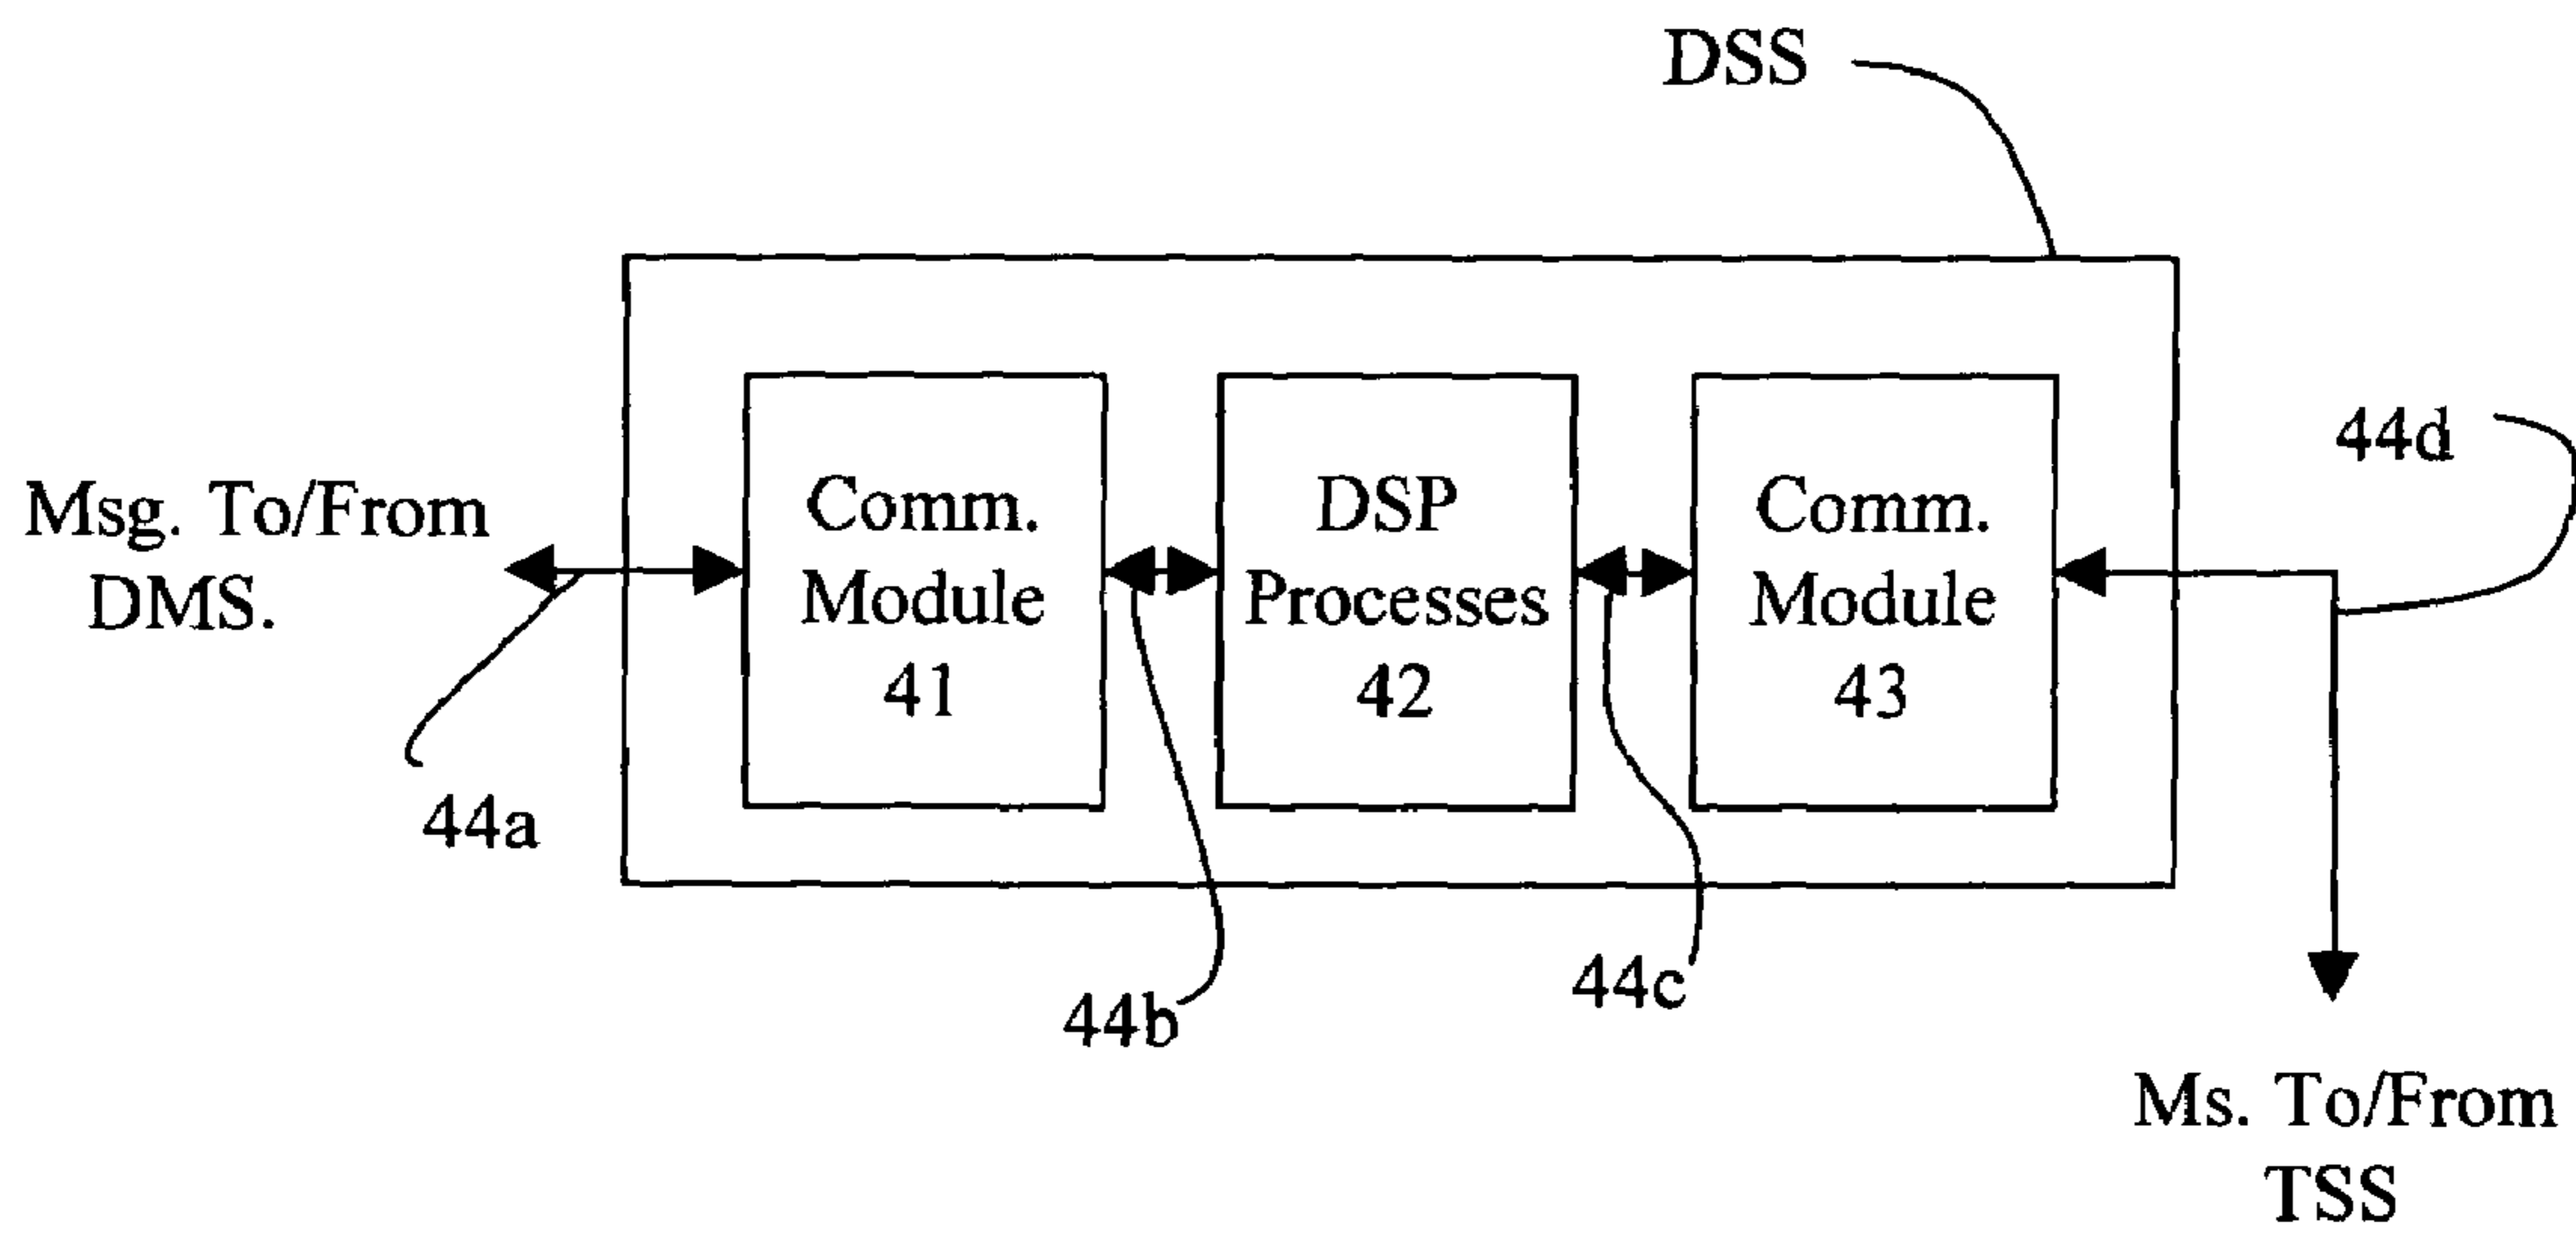 DSS
44d
Msg. To/From
DMS.
Comm.
Module
41
DSP
Processes
42
Comm.
Module
43
44a
44b
44c
Ms. To/From
TSS